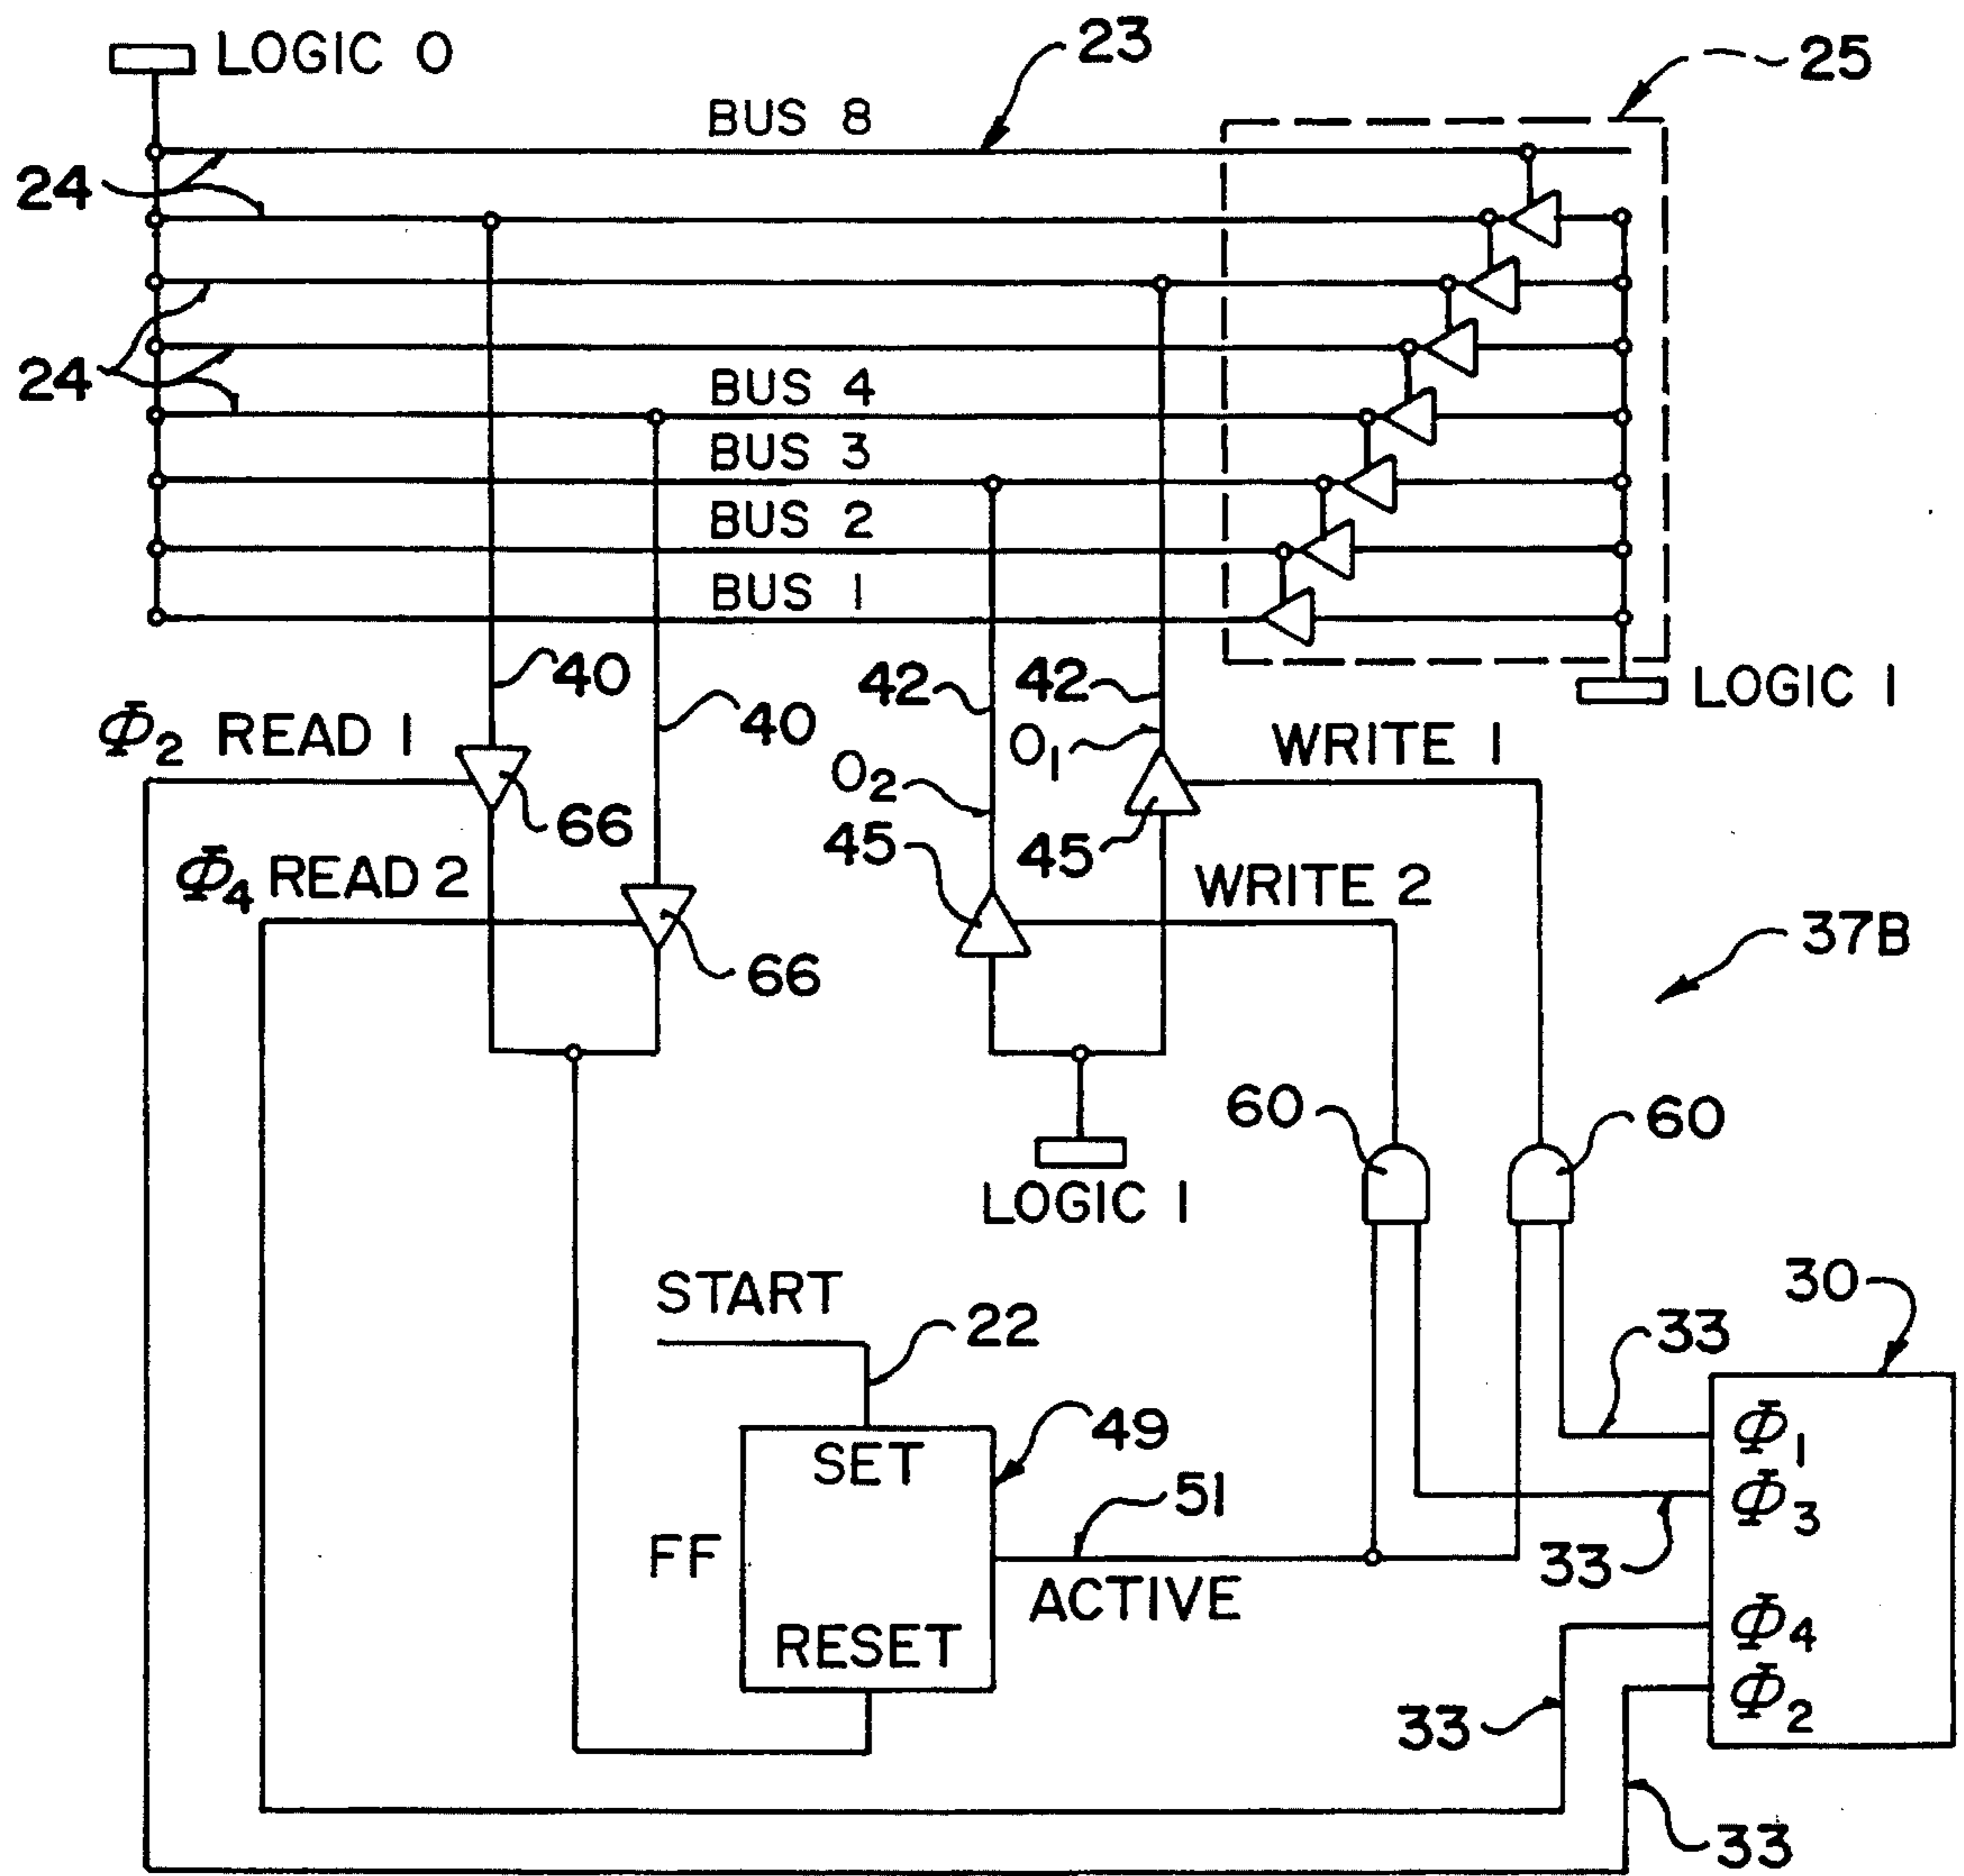 LOGIC 0
23
25
BUS 8
24
24
BUS 4
BUS 3
BUS 2
BUS 1
40
40
42
42
LOGIC 1
Φ2 READ 1
O2
O1
WRITE 1
66
45
45
Φ4 READ 2
WRITE 2
66
37B
LOGIC 1
60
60
START
22
30
33
SET
49
Φ1
FF
51
Φ3
33
ACTIVE
RESET
Φ4
33
Φ2
33